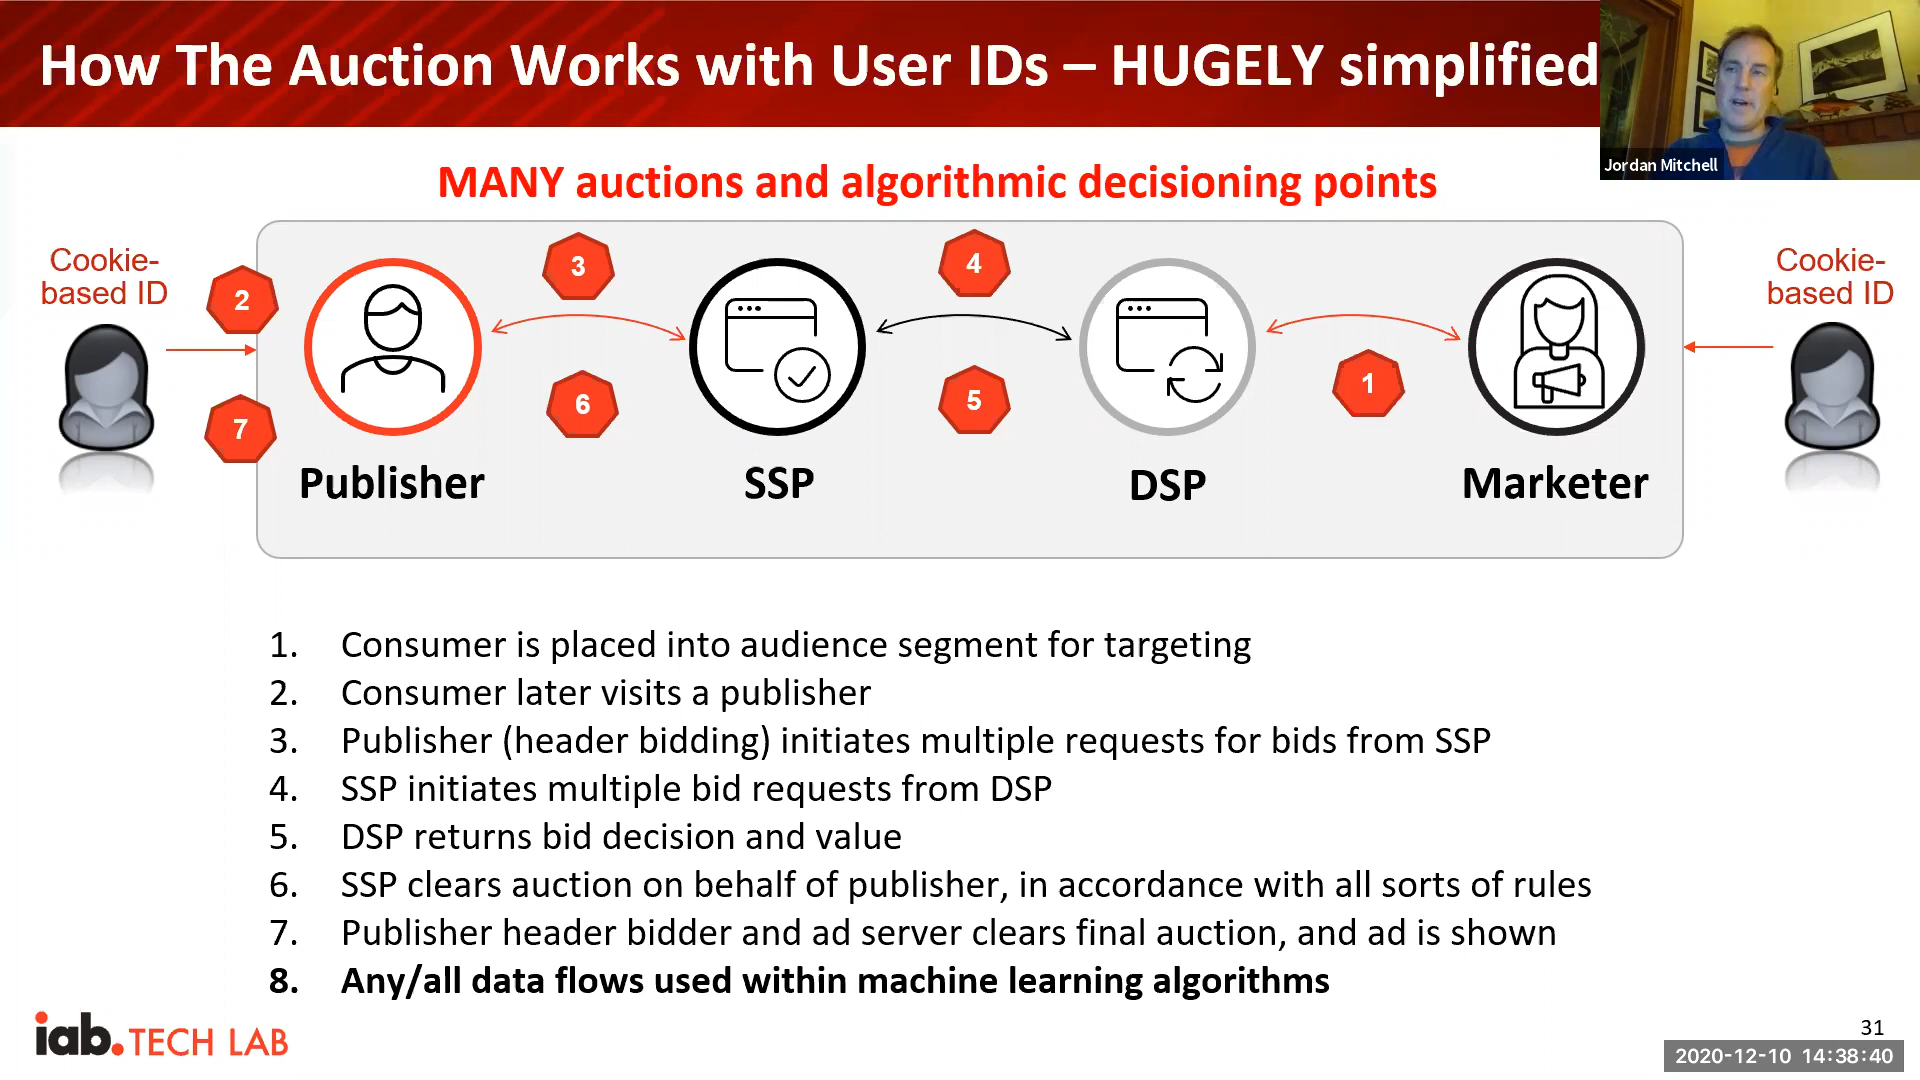 How The Auction Works with User IDs – HUGELY simplified
Jordan Mitchell
MANY auctions and algorithmic decisioning points
Cookie-
based ID
2
3
4
Cookie-
based ID
7
6
5
1
Publisher
SSP
DSP
Marketer
1. Consumer is placed into audience segment for targeting
2. Consumer later visits a publisher
3. Publisher (header bidding) initiates multiple requests for bids from SSP
4. SSP initiates multiple bid requests from DSP
5. DSP returns bid decision and value
6. SSP clears auction on behalf of publisher, in accordance with all sorts of rules
7. Publisher header bidder and ad server clears final auction, and ad is shown
8. Any/all data flows used within machine learning algorithms
iab.TECH LAB
31
2020-12-10 14:38:40